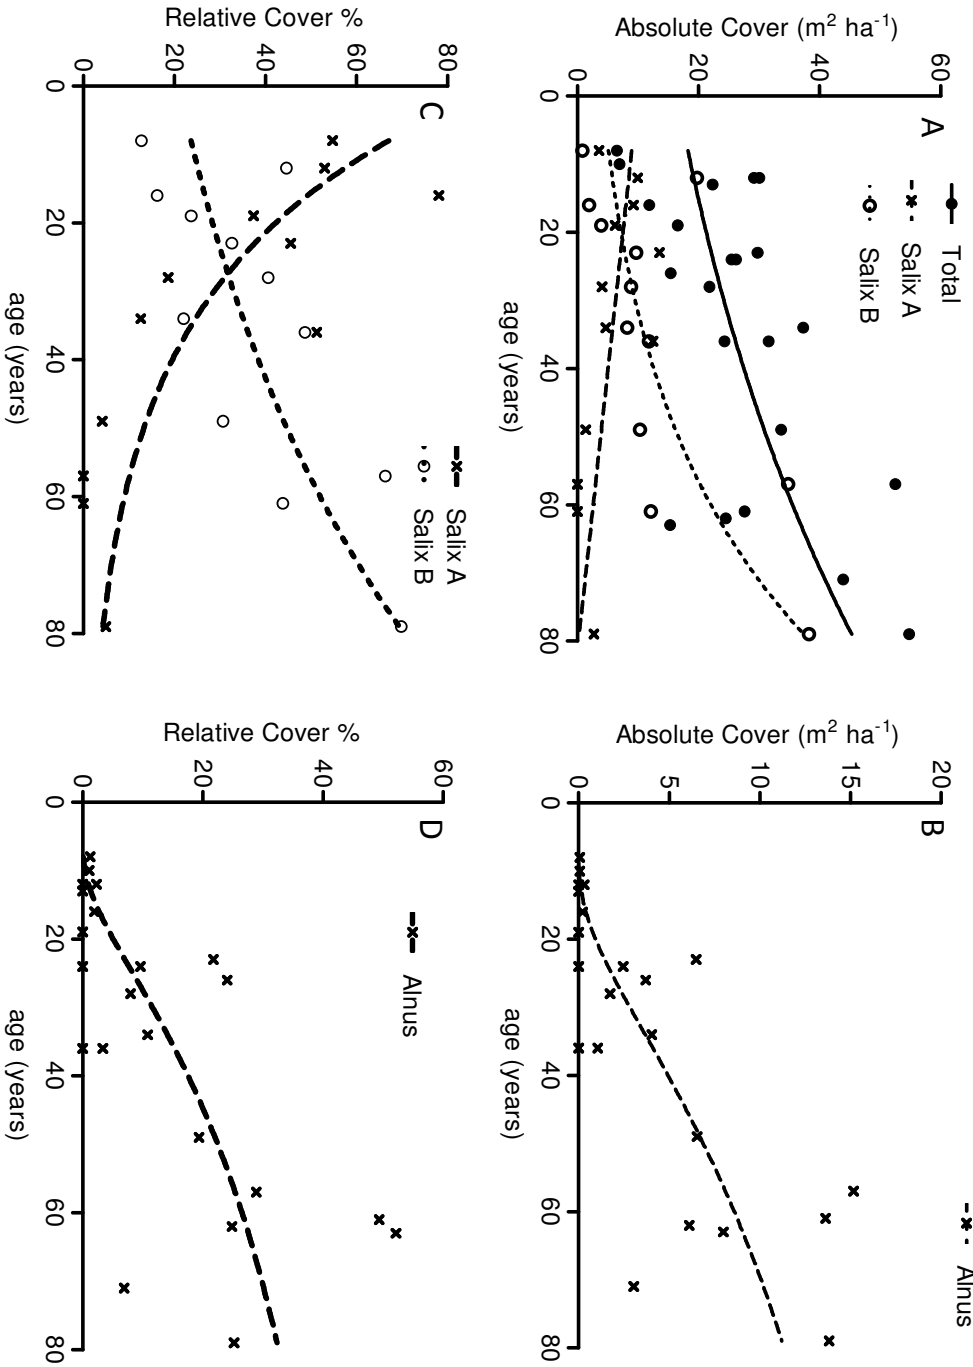 A
Total
Salix A
Salix B
Absolute Cover (m² ha⁻¹)
60
40
20
0
0 20 40 60 80
age (years)
B
Alnus
Absolute Cover (m² ha⁻¹)
20
15
10
5
0
0 20 40 60 80
age (years)
C
Salix A
Salix B
Relative Cover %
80
60
40
20
0
0 20 40 60 80
age (years)
D
Alnus
Relative Cover %
60
40
20
0
0 20 40 60 80
age (years)